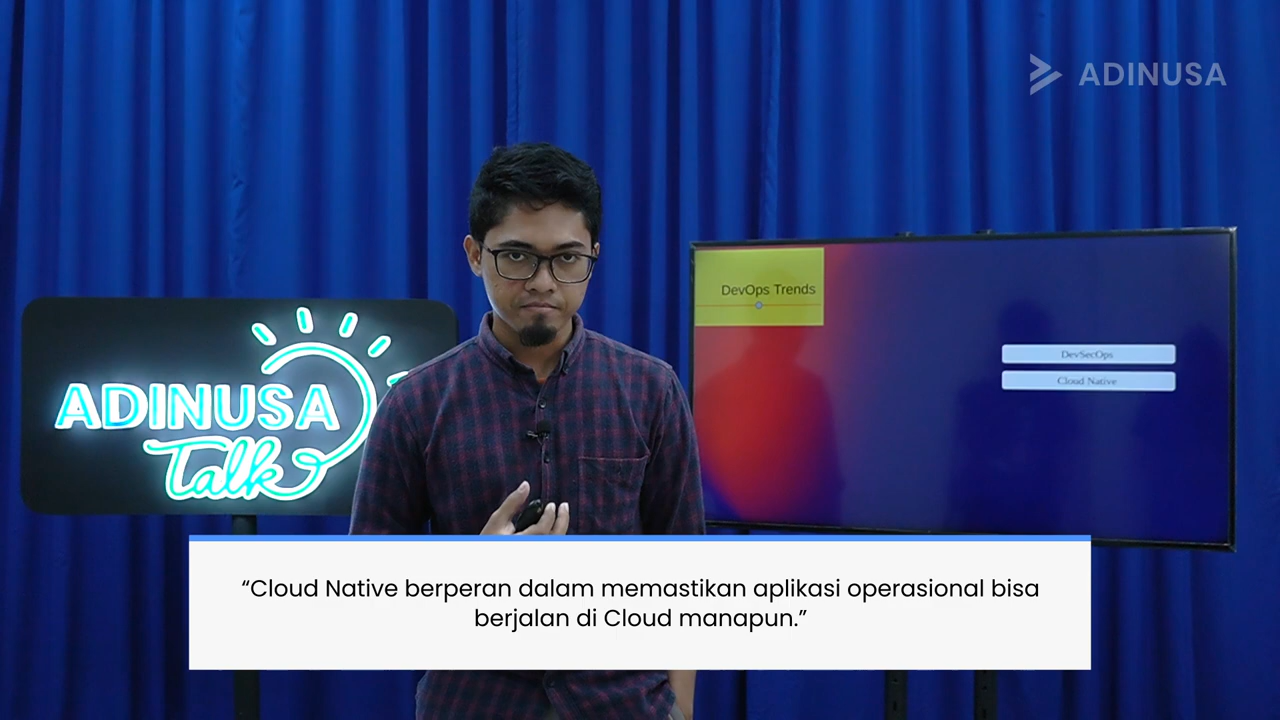 ADINUSA
DevOps Trends
DevSecOps
Cloud Native
ADINUSA
Talk
“Cloud Native berperan dalam memastikan aplikasi operasional bisa
berjalan di Cloud manapun.”